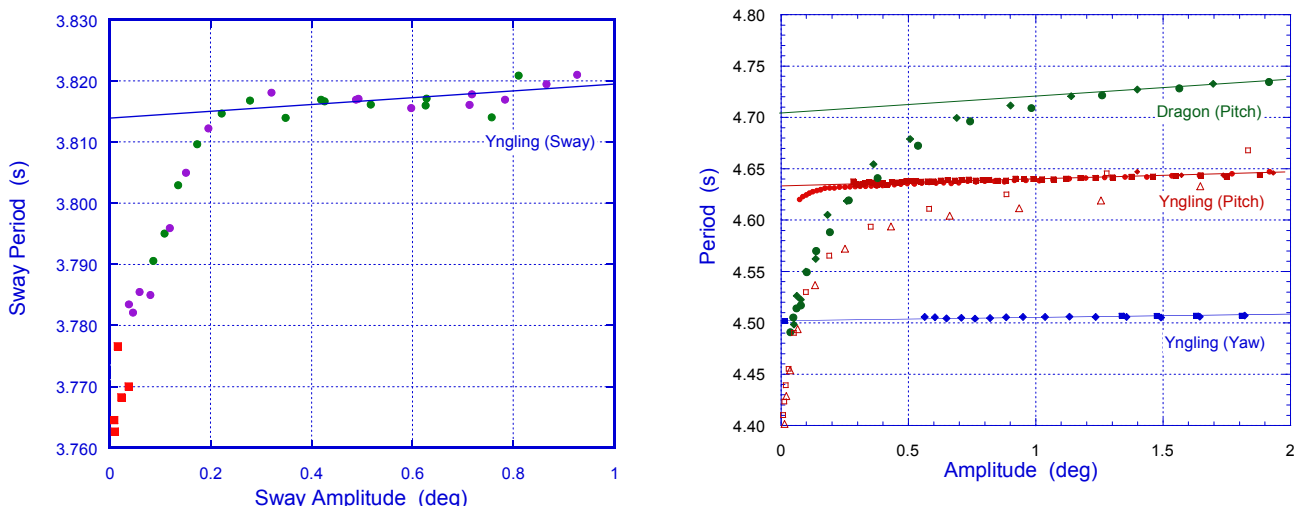 3.830
3.820
3.810
3.800
3.790
3.780
3.770
3.760
Sway Period (s)
Yngling (Sway)
0 0.2 0.4 0.6 0.8 1
Sway Amplitude (deg)
4.80
4.75
4.70
4.65
4.60
4.55
4.50
4.45
4.40
Period (s)
Dragon (Pitch)
Yngling (Pitch)
Yngling (Yaw)
0 0.5 1 1.5 2
Amplitude (deg)